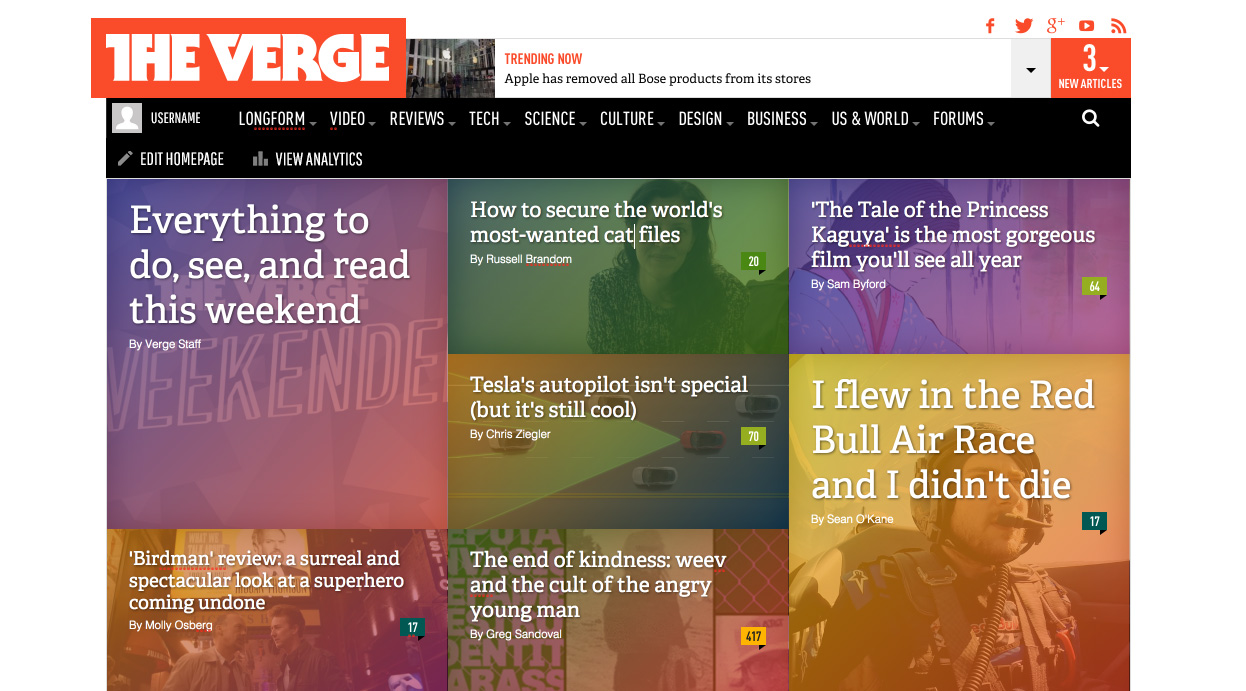 THE VERGE
TRENDING NOW
Apple has removed all Bose products from its stores
3
NEW ARTICLES
USERNAME
LONGFORM
VIDEO
REVIEWS
TECH
SCIENCE
CULTURE
DESIGN
BUSINESS
US & WORLD
FORUMS
EDIT HOMEPAGE
VIEW ANALYTICS
Everything to
do, see, and read
this weekend
By Verge Staff
THE VERGE
WEEKENDER
How to secure the world's
most-wanted cat files
By Russell Brandom
20
'The Tale of the Princess
Kaguya' is the most gorgeous
film you'll see all year
By Sam Byford
64
Tesla's autopilot isn't special
(but it's still cool)
By Chris Ziegler
70
I flew in the Red
Bull Air Race
and I didn't die
By Sean O'Kane
17
'Birdman' review: a surreal and
spectacular look at a superhero
coming undone
By Molly Osberg
17
The end of kindness: weev
and the cult of the angry
young man
By Greg Sandoval
417